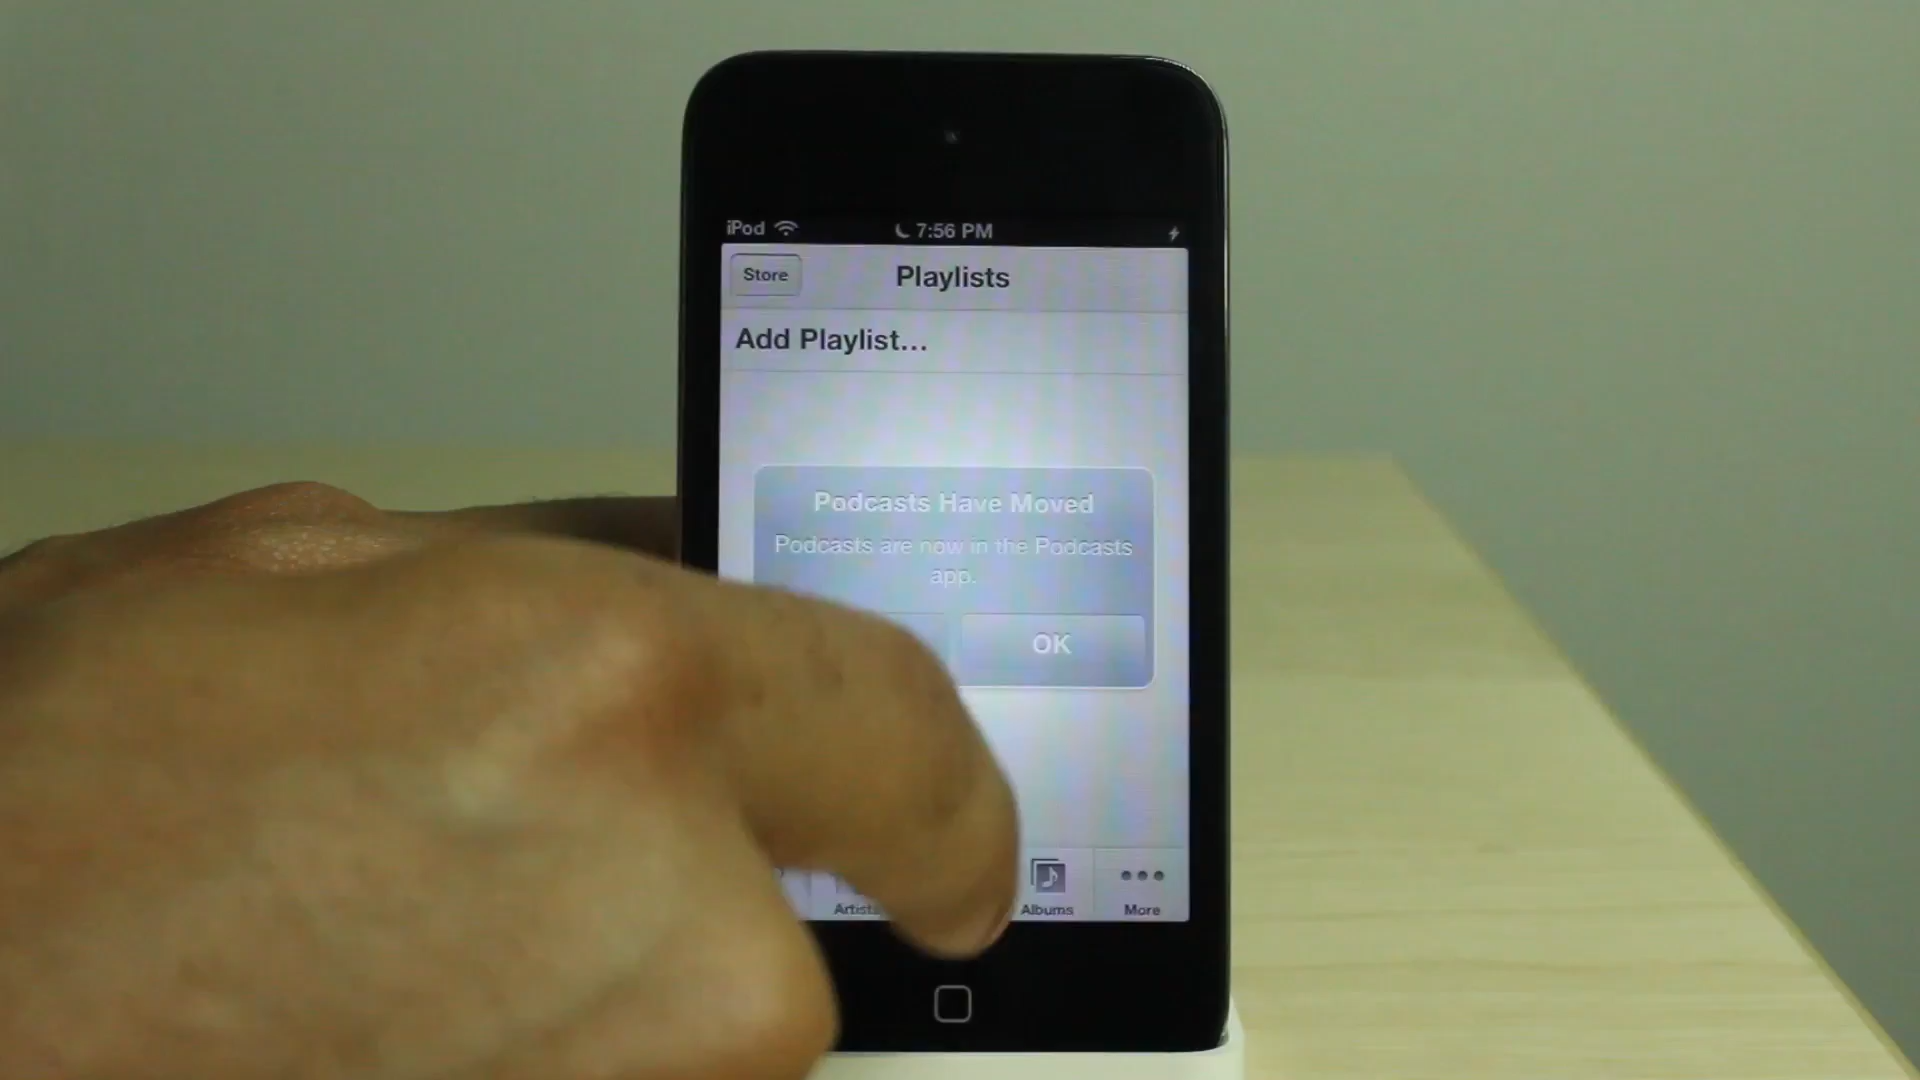 iPod
7:56 PM
Store
Playlists
Add Playlist...
Podcasts Have Moved
Podcasts are now in the Podcasts
app.
OK
Artists
Albums
More